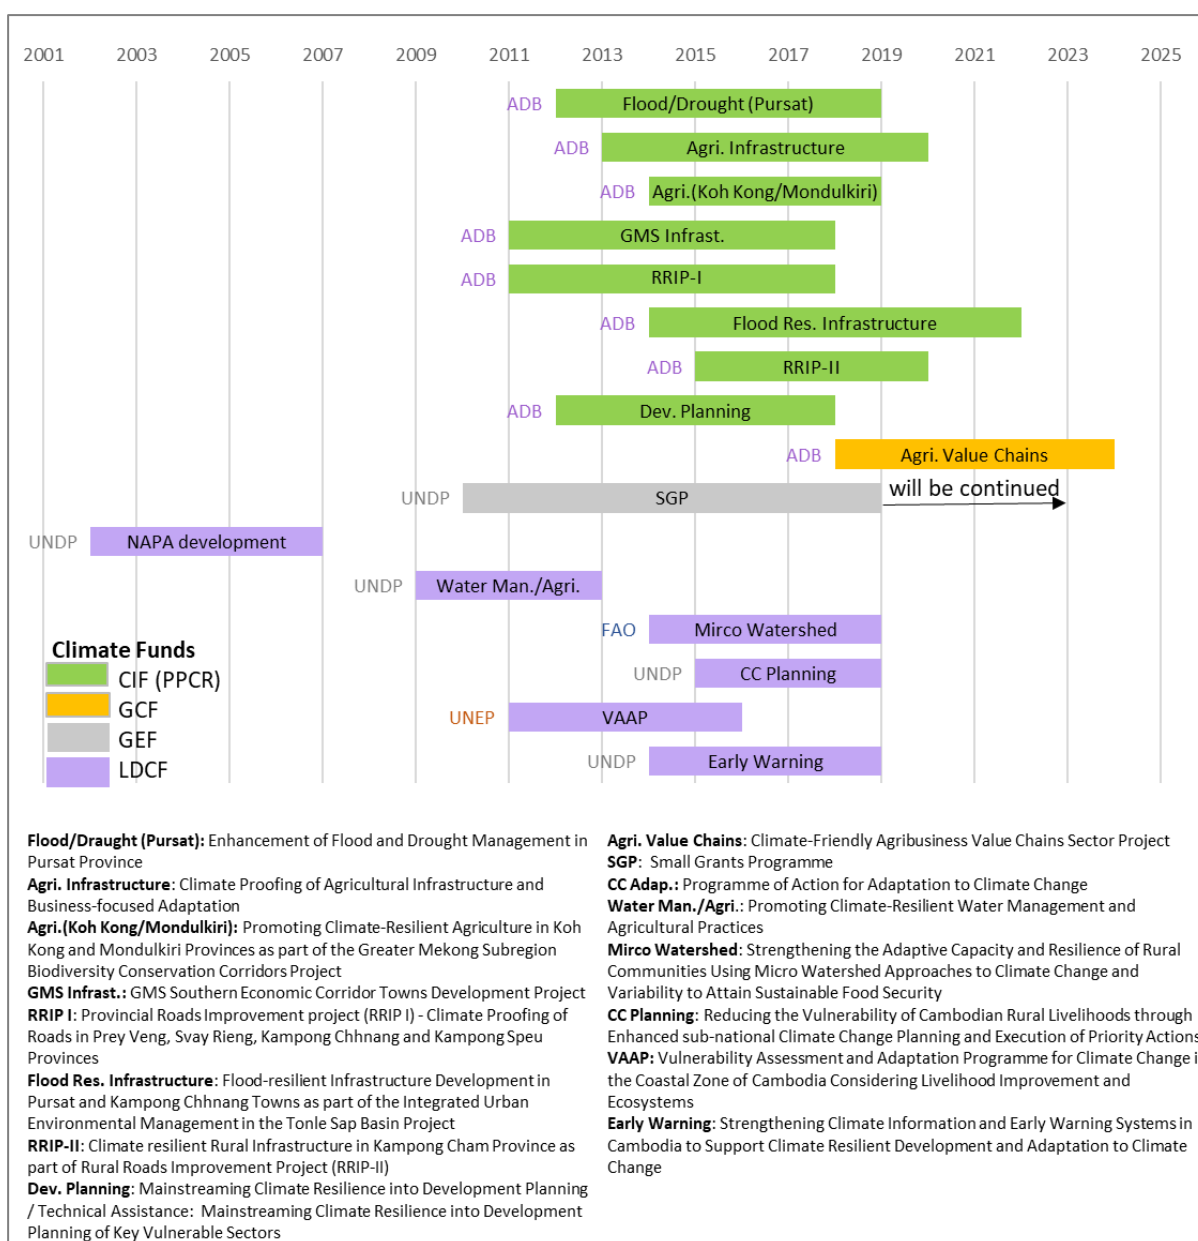 2001 2003 2005 2007 2009 2011 2013 2015 2017 2019 2021 2023 2025
ADB Flood/Drought (Pursat)
ADB Agri. Infrastructure
ADB Agri.(Koh Kong/Mondulkiri)
ADB GMS Infrast.
ADB RRIP-I
ADB Flood Res. Infrastructure
ADB RRIP-II
ADB Dev. Planning
ADB Agri. Value Chains
UNDP SGP will be continued
UNDP NAPA development
UNDP Water Man./Agri.
FAO Mirco Watershed
UNDP CC Planning
UNEP VAAP
UNDP Early Warning
Climate Funds
CIF (PPCR)
GCF
GEF
LDCF
Flood/Draught (Pursat): Enhancement of Flood and Drought Management in
Pursat Province
Agri. Infrastructure: Climate Proofing of Agricultural Infrastructure and
Business-focused Adaptation
Agri.(Koh Kong/Mondulkiri): Promoting Climate-Resilient Agriculture in Koh
Kong and Mondulkiri Provinces as part of the Greater Mekong Subregion
Biodiversity Conservation Corridors Project
GMS Infrast.: GMS Southern Economic Corridor Towns Development Project
RRIP I: Provincial Roads Improvement project (RRIP I) - Climate Proofing of
Roads in Prey Veng, Svay Rieng, Kampong Chhnang and Kampong Speu
Provinces
Flood Res. Infrastructure: Flood-resilient Infrastructure Development in
Pursat and Kampong Chhnang Towns as part of the Integrated Urban
Environmental Management in the Tonle Sap Basin Project
RRIP-II: Climate resilient Rural Infrastructure in Kampong Cham Province as
part of Rural Roads Improvement Project (RRIP-II)
Dev. Planning: Mainstreaming Climate Resilience into Development Planning
/ Technical Assistance: Mainstreaming Climate Resilience into Development
Planning of Key Vulnerable Sectors
Agri. Value Chains: Climate-Friendly Agribusiness Value Chains Sector Project
SGP: Small Grants Programme
CC Adap.: Programme of Action for Adaptation to Climate Change
Water Man./Agri.: Promoting Climate-Resilient Water Management and
Agricultural Practices
Mirco Watershed: Strengthening the Adaptive Capacity and Resilience of Rural
Communities Using Micro Watershed Approaches to Climate Change and
Variability to Attain Sustainable Food Security
CC Planning: Reducing the Vulnerability of Cambodian Rural Livelihoods through
Enhanced sub-national Climate Change Planning and Execution of Priority Actions
VAAP: Vulnerability Assessment and Adaptation Programme for Climate Change i
the Coastal Zone of Cambodia Considering Livelihood Improvement and
Ecosystems
Early Warning: Strengthening Climate Information and Early Warning Systems in
Cambodia to Support Climate Resilient Development and Adaptation to Climate
Change